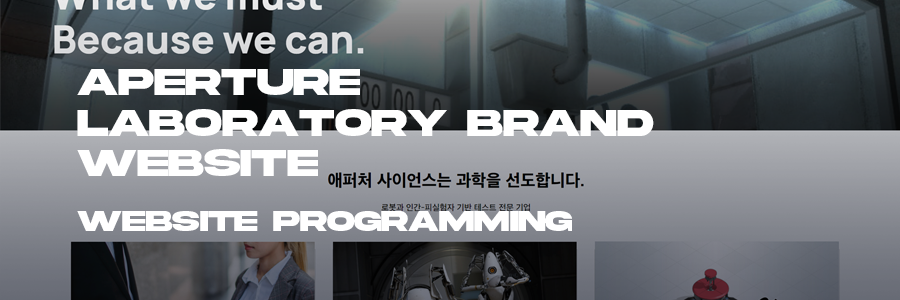 What we must
Because we can.
APERTURE
LABORATORY BRAND
WEBSITE
애퍼처 사이언스는 과학을 선도합니다.
로봇과 인간-피실험자 기반 테스트 전문 기업
WEBSITE PROGRAMMING